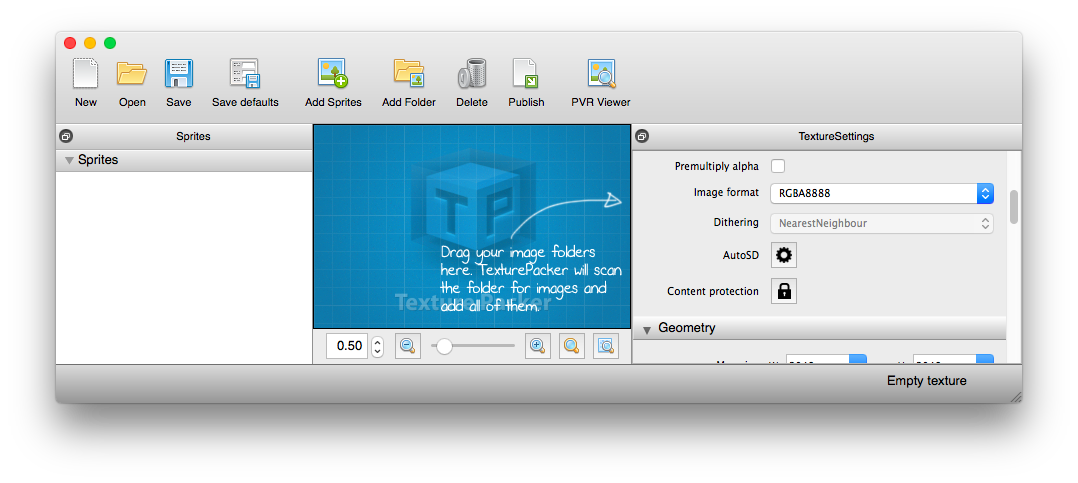 New Open Save Save defaults Add Sprites Add Folder Delete Publish PVR Viewer
Sprites
Sprites
TP
Drag your image folders
here. TexturePacker will scan
the folder for images and
add all of them.
TexturePacker
0.50
TextureSettings
Premultiply alpha
Image format RGBA8888
Dithering NearestNeighbour
AutoSD
Content protection
Geometry
Empty texture